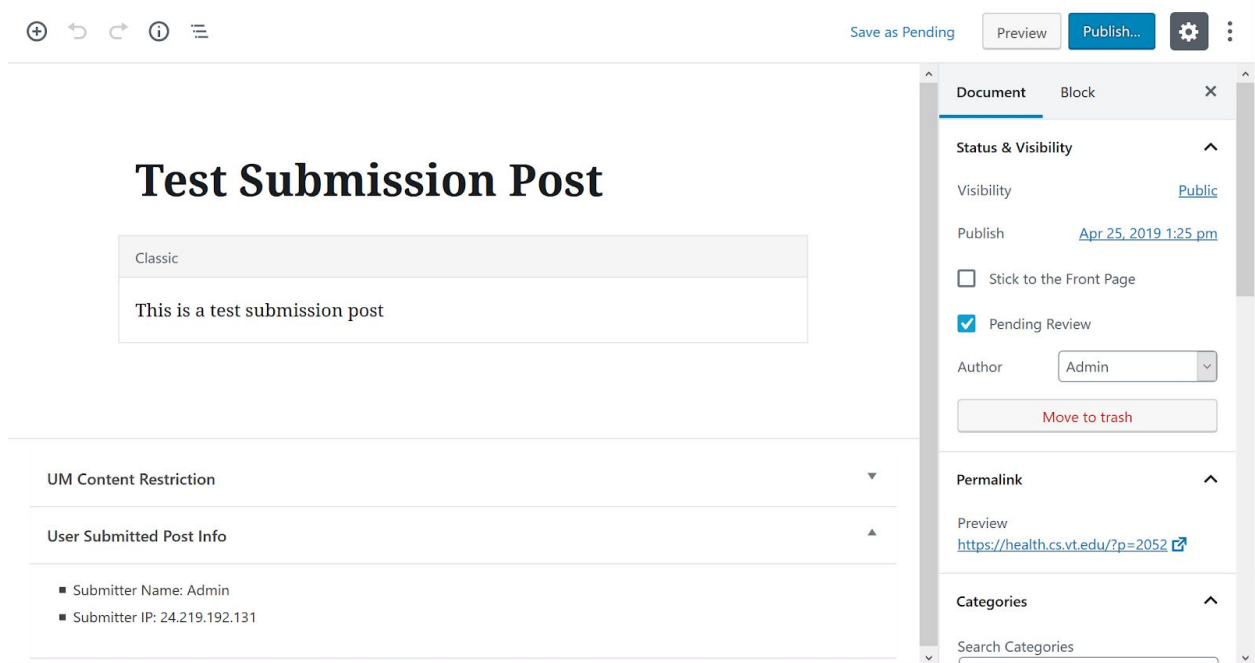 Save as Pending
Preview
Publish...
Document
Block
Test Submission Post
Classic
This is a test submission post
UM Content Restriction
User Submitted Post Info
Submitter Name: Admin
Submitter IP: 24.219.192.131
Status & Visibility
Visibility Public
Publish Apr 25, 2019 1:25 pm
Stick to the Front Page
Pending Review
Author Admin
Move to trash
Permalink
Preview
https://health.cs.vt.edu/?p=2052
Categories
Search Categories